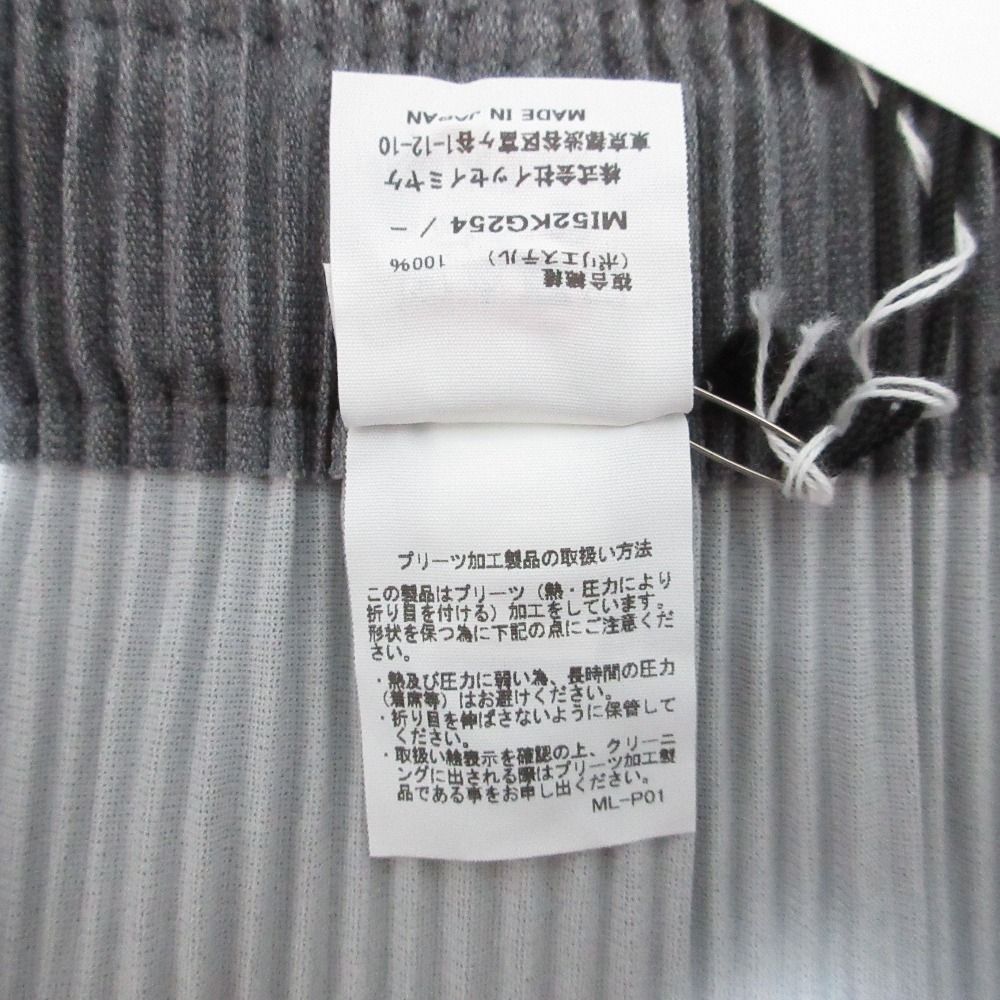 複合繊維
(ポリエステル) 100%
MI52KG254 / -
株式会社イッセイミヤケ
東京都渋谷区富ヶ谷1-12-10
MADE IN JAPAN
プリーツ加工製品の取扱い方法
この製品はプリーツ(熱・圧力により
折り目を付ける)加工をしています。
形状を保つ為に下記の点にご注意くだ
さい。
・熱及び圧力に弱い為、長時間の圧力
(着席等)はお避けください。
・折り目を伸ばさないように保管して
ください。
・取扱い絵表示を確認の上、クリーニ
ングに出される際はプリーツ加工製
品である事をお申し出ください。
ML-P01